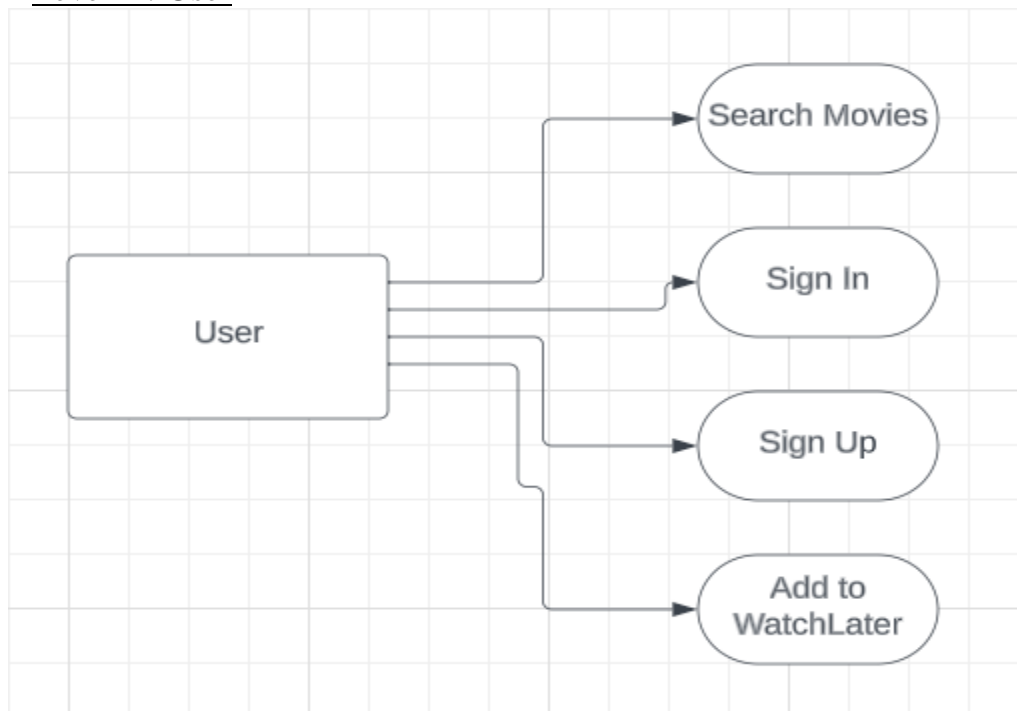 User
Search Movies
Sign In
Sign Up
Add to
WatchLater